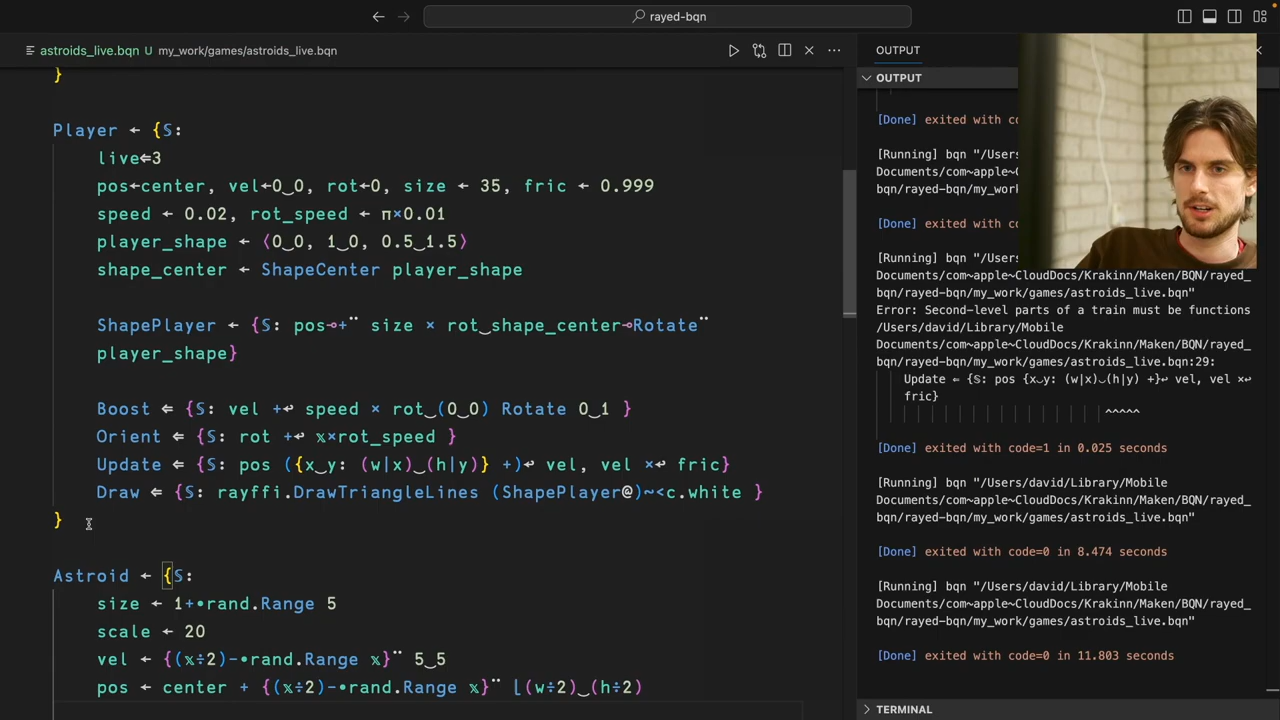 rayed-bqn
astroids_live.bqn U my_work/games/astroids_live.bqn
}
Player ← {𝕊:
live⇐3
pos←center, vel←0‿0, rot←0, size ← 35, fric ← 0.999
speed ← 0.02, rot_speed ← π×0.01
player_shape ← ⟨0‿0, 1‿0, 0.5‿1.5⟩
shape_center ← ShapeCenter player_shape
ShapePlayer ← {𝕊: pos⊸+¨ size × rot‿shape_center⊸Rotate¨
player_shape}
Boost ⇐ {𝕊: vel +↩ speed × rot‿(0‿0) Rotate 0‿1 }
Orient ⇐ {𝕊: rot +↩ 𝕩×rot_speed }
Update ⇐ {𝕊: pos ({x‿y: (w|x)‿(h|y)} +)↩ vel, vel ×↩ fric}
Draw ⇐ {𝕊: rayffi.DrawTriangleLines (ShapePlayer@)∾<c.white }
}
Astroid ← {𝕊:
size ← 1+•rand.Range 5
scale ← 20
vel ← {(𝕩÷2)-•rand.Range 𝕩}¨ 5‿5
pos ← center + {(𝕩÷2)-•rand.Range 𝕩}¨ ⌊(w÷2)‿(h÷2)
OUTPUT
OUTPUT
[Done] exited with c
[Running] bqn "/Users
Documents/com~apple~C
rayed-bqn/my_work/gam
[Done] exited with co
[Running] bqn "/Users
Documents/com~apple~CloudDocs/Krakinn/Maken/BQN/rayed_
bqn/rayed-bqn/my_work/games/astroids_live.bqn"
Error: Second-level parts of a train must be functions
/Users/david/Library/Mobile
Documents/com~apple~CloudDocs/Krakinn/Maken/BQN/rayed_
bqn/rayed-bqn/my_work/games/astroids_live.bqn:29:
Update ⇐ {𝕊: pos {x‿y: (w|x)‿(h|y) +}↩ vel, vel ×↩
fric}
^^^^^
[Done] exited with code=1 in 0.025 seconds
[Running] bqn "/Users/david/Library/Mobile
Documents/com~apple~CloudDocs/Krakinn/Maken/BQN/rayed_
bqn/rayed-bqn/my_work/games/astroids_live.bqn"
[Done] exited with code=0 in 8.474 seconds
[Running] bqn "/Users/david/Library/Mobile
Documents/com~apple~CloudDocs/Krakinn/Maken/BQN/rayed_
bqn/rayed-bqn/my_work/games/astroids_live.bqn"
[Done] exited with code=0 in 11.803 seconds
TERMINAL